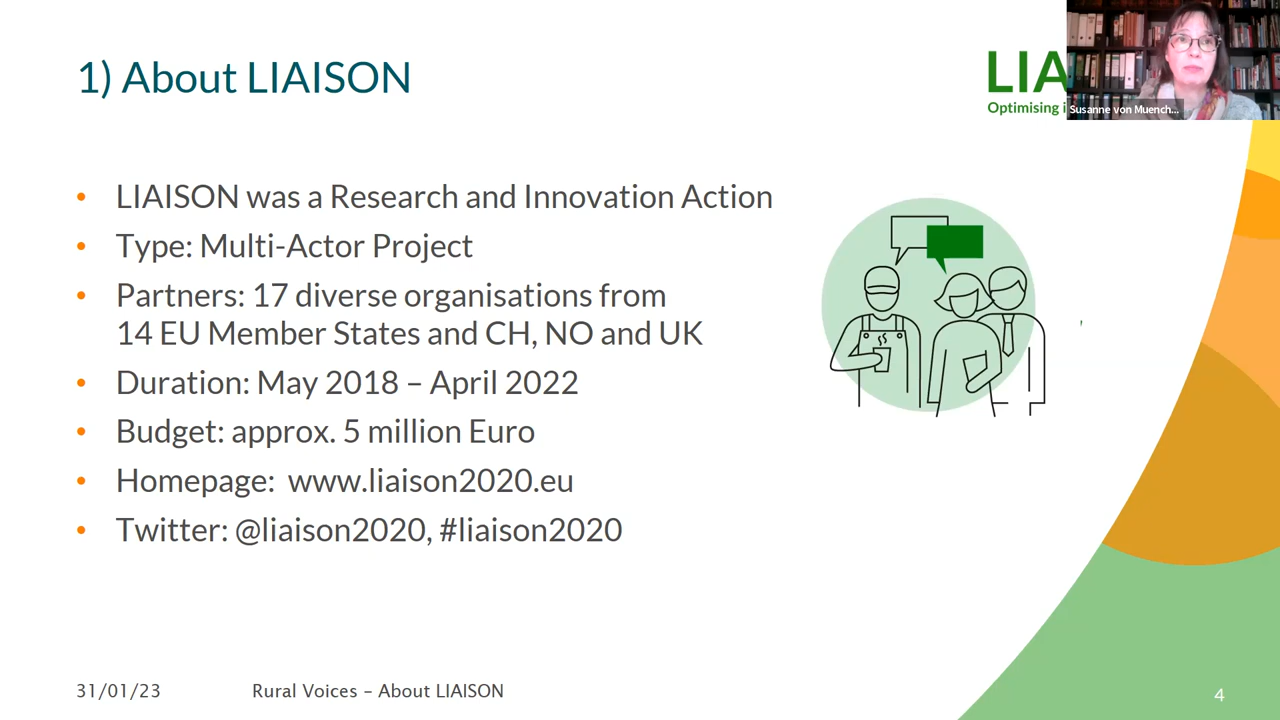 1) About LIAISON
LIA
Optimising i
Susanne von Muench...
• LIAISON was a Research and Innovation Action
• Type: Multi-Actor Project
• Partners: 17 diverse organisations from
14 EU Member States and CH, NO and UK
• Duration: May 2018 – April 2022
• Budget: approx. 5 million Euro
• Homepage: www.liaison2020.eu
• Twitter: @liaison2020, #liaison2020
31/01/23
Rural Voices – About LIAISON
4